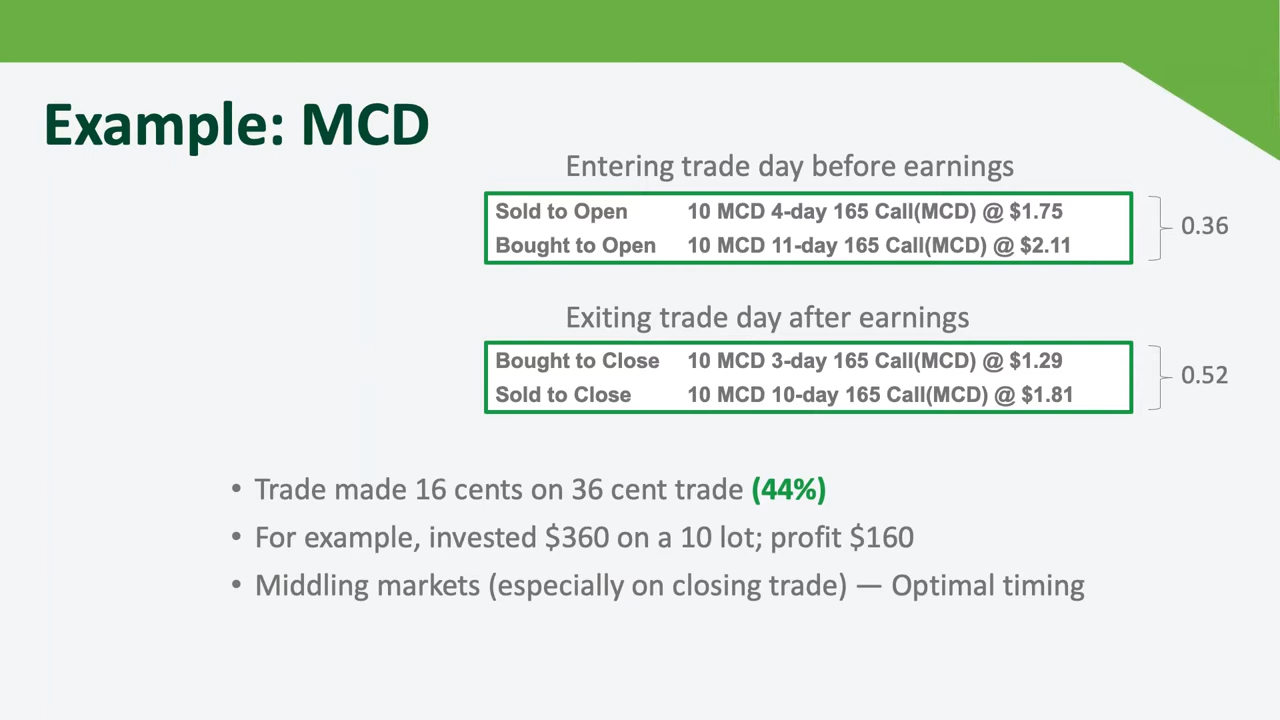 Example: MCD
Entering trade day before earnings
Sold to Open 10 MCD 4-day 165 Call(MCD) @ $1.75
Bought to Open 10 MCD 11-day 165 Call(MCD) @ $2.11
0.36
Exiting trade day after earnings
Bought to Close 10 MCD 3-day 165 Call(MCD) @ $1.29
Sold to Close 10 MCD 10-day 165 Call(MCD) @ $1.81
0.52
• Trade made 16 cents on 36 cent trade (44%)
• For example, invested $360 on a 10 lot; profit $160
• Middling markets (especially on closing trade) — Optimal timing